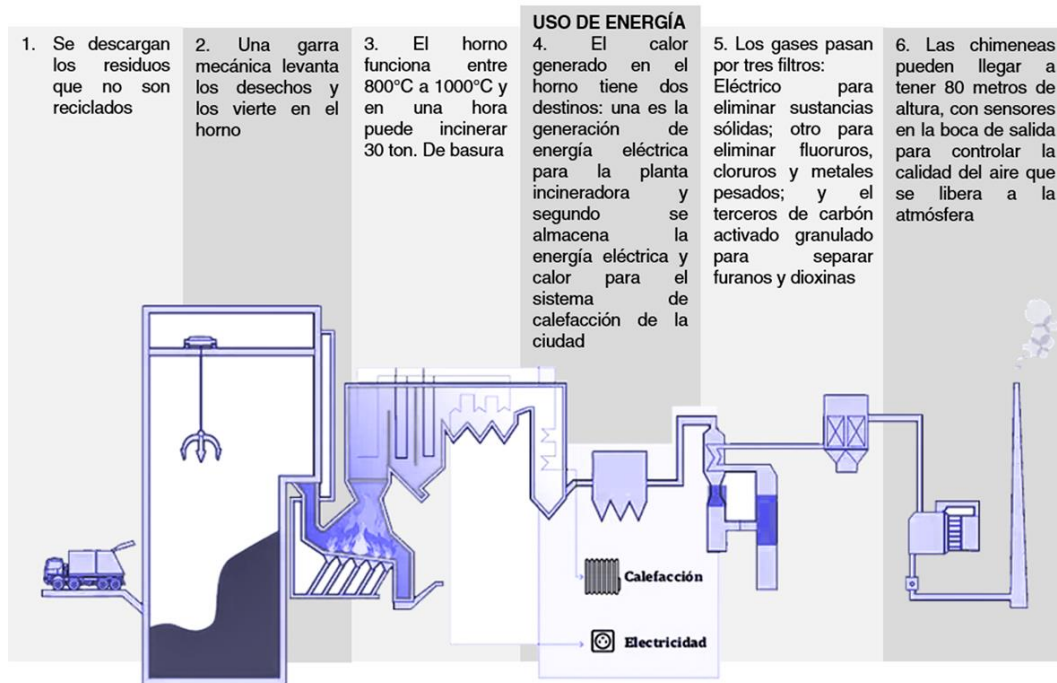 1. Se descargan
los residuos
que no son
reciclados
2. Una garra
mecánica levanta
los desechos y
los vierte en el
horno
3. El horno
funciona entre
800°C a 1000°C y
en una hora
puede incinerar
30 ton. De basura
USO DE ENERGÍA
4. El calor
generado en el
horno tiene dos
destinos: una es la
generación de
energía eléctrica
para la planta
incineradora y
segundo se
almacena la
energía eléctrica y
calor para el
sistema de
calefacción de la
ciudad
5. Los gases pasan
por tres filtros:
Eléctrico para
eliminar sustancias
sólidas; otro para
eliminar fluoruros,
cloruros y metales
pesados; y el
terceros de carbón
activado granulado
para separar
furanos y dioxinas
6. Las chimeneas
pueden llegar a
tener 80 metros de
altura, con sensores
en la boca de salida
para controlar la
calidad del aire que
se libera a la
atmósfera
Calefacción
Electricidad